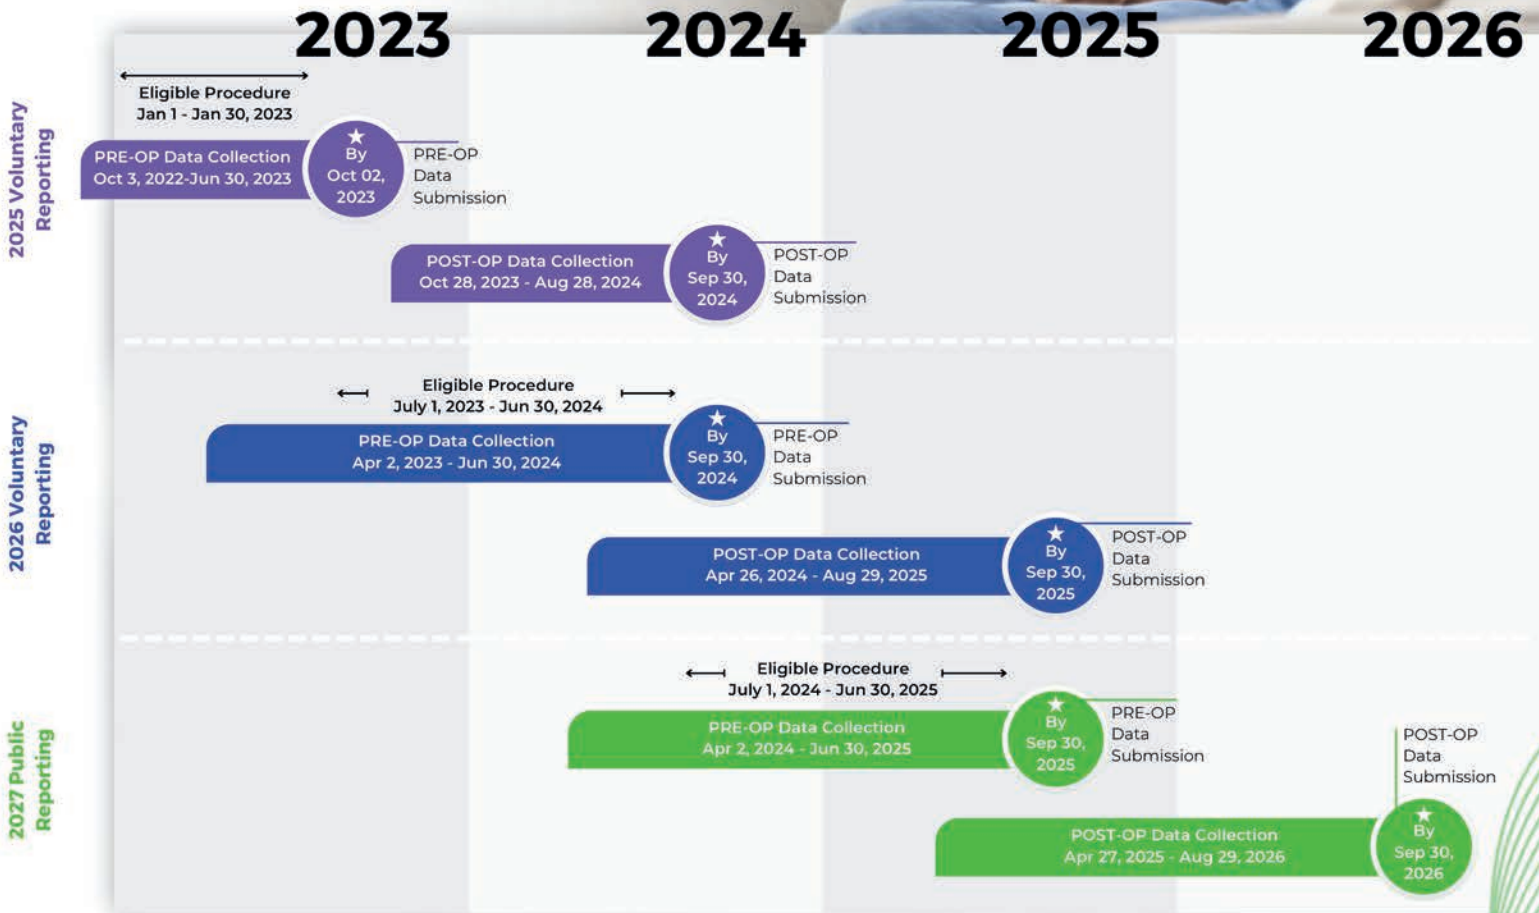 2023
2024
2025
2026
2025 Voluntary
Reporting
Eligible Procedure
Jan 1 - Jan 30, 2023
PRE-OP Data Collection
Oct 3, 2022-Jun 30, 2023
By
Oct 02,
2023
PRE-OP
Data
Submission
POST-OP Data Collection
Oct 28, 2023 - Aug 28, 2024
By
Sep 30,
2024
POST-OP
Data
Submission
2026 Voluntary
Reporting
Eligible Procedure
July 1, 2023 - Jun 30, 2024
PRE-OP Data Collection
Apr 2, 2023 - Jun 30, 2024
By
Sep 30,
2024
PRE-OP
Data
Submission
POST-OP Data Collection
Apr 26, 2024 - Aug 29, 2025
By
Sep 30,
2025
POST-OP
Data
Submission
2027 Public
Reporting
Eligible Procedure
July 1, 2024 - Jun 30, 2025
PRE-OP Data Collection
Apr 2, 2024 - Jun 30, 2025
By
Sep 30,
2025
PRE-OP
Data
Submission
POST-OP Data Collection
Apr 27, 2025 - Aug 29, 2026
By
Sep 30,
2026
POST-OP
Data
Submission